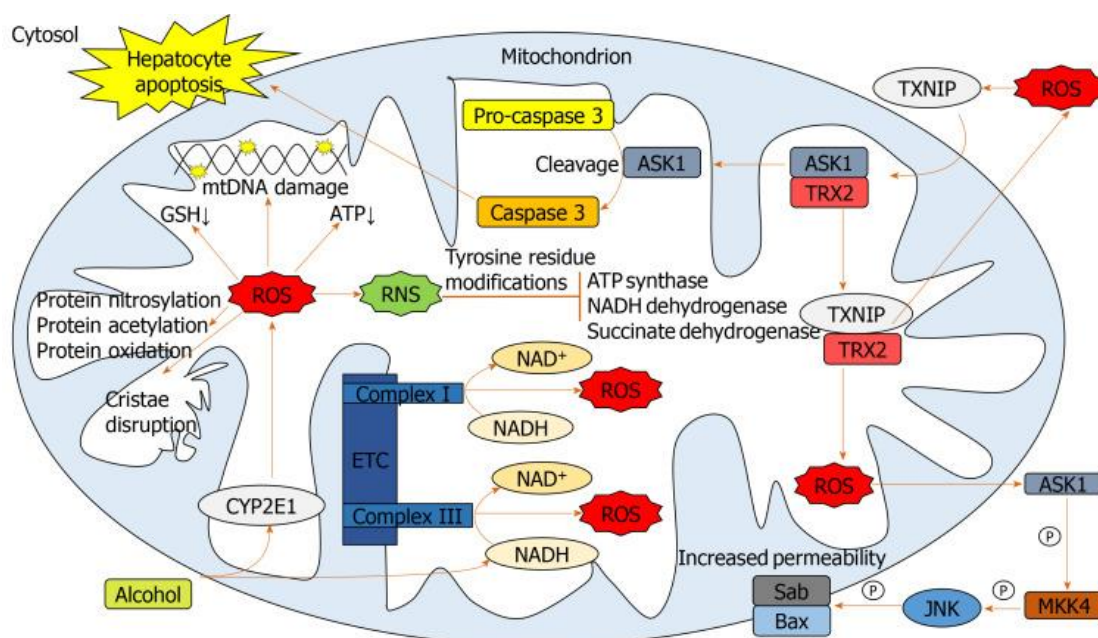 Cytosol
Hepatocyte
apoptosis
Mitochondrion
TXNIP
ROS
Pro-caspase 3
Cleavage
ASK1
ASK1
TRX2
Caspase 3
mtDNA damage
GSH↓
ATP↓
ROS
RNS
Tyrosine residue
modifications
ATP synthase
NADH dehydrogenase
Succinate dehydrogenase
TXNIP
TRX2
Protein nitrosylation
Protein acetylation
Protein oxidation
Cristae
disruption
ETC
Complex I
NAD+
ROS
NADH
Complex III
NAD+
ROS
NADH
CYP2E1
Alcohol
ROS
ASK1
P
MKK4
P
JNK
P
Increased permeability
Sab
Bax